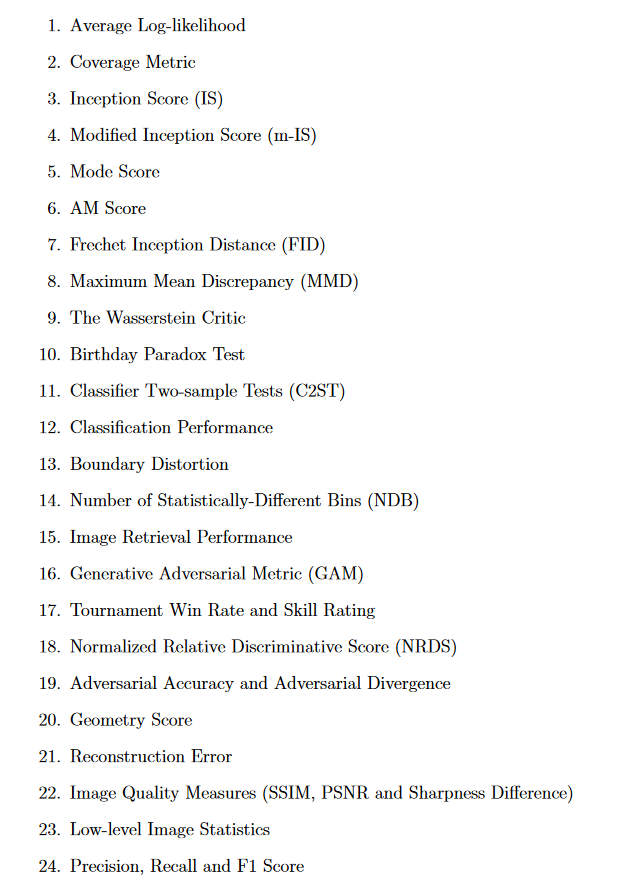 1. Average Log-likelihood
2. Coverage Metric
3. Inception Score (IS)
4. Modified Inception Score (m-IS)
5. Mode Score
6. AM Score
7. Frechet Inception Distance (FID)
8. Maximum Mean Discrepancy (MMD)
9. The Wasserstein Critic
10. Birthday Paradox Test
11. Classifier Two-sample Tests (C2ST)
12. Classification Performance
13. Boundary Distortion
14. Number of Statistically-Different Bins (NDB)
15. Image Retrieval Performance
16. Generative Adversarial Metric (GAM)
17. Tournament Win Rate and Skill Rating
18. Normalized Relative Discriminative Score (NRDS)
19. Adversarial Accuracy and Adversarial Divergence
20. Geometry Score
21. Reconstruction Error
22. Image Quality Measures (SSIM, PSNR and Sharpness Difference)
23. Low-level Image Statistics
24. Precision, Recall and F1 Score